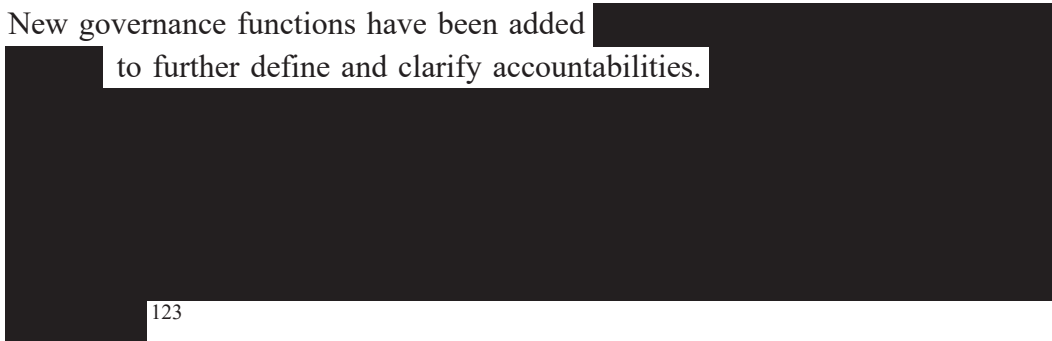 New governance functions have been added
to further define and clarify accountabilities.
123